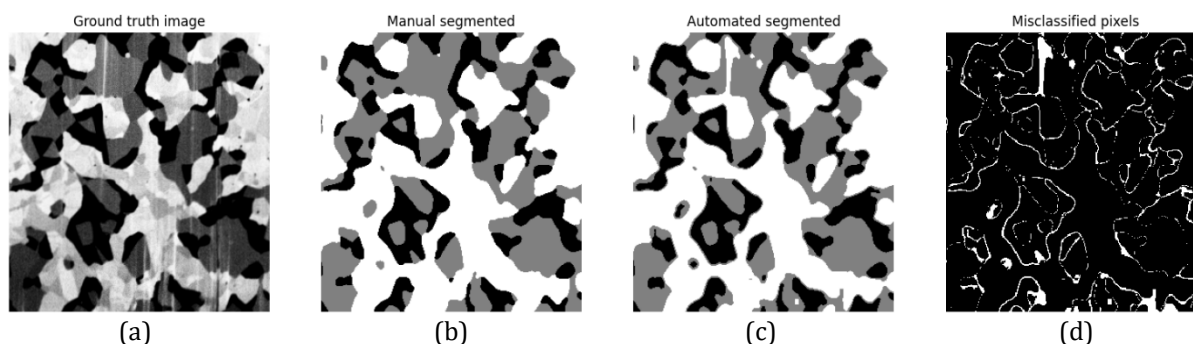 Ground truth image
Manual segmented
Automated segmented
Misclassified pixels
(a)
(b)
(c)
(d)